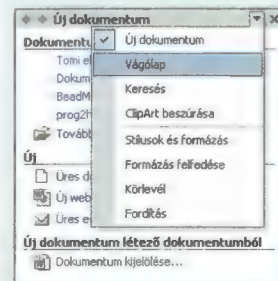 Új dokumentum
Dokumentu
Új dokumentum
Tomi el
Vágólap
Dokum
Keresés
BeadM
ClipArt beszúrása
prog2h
Stílusok és formázás
Továbt
Formázás felfedése
Új
Körlevél
Üres d
Fordítás
Új web
Üres e
Új dokumentum létező dokumentumból
Dokumentum kijelölése...